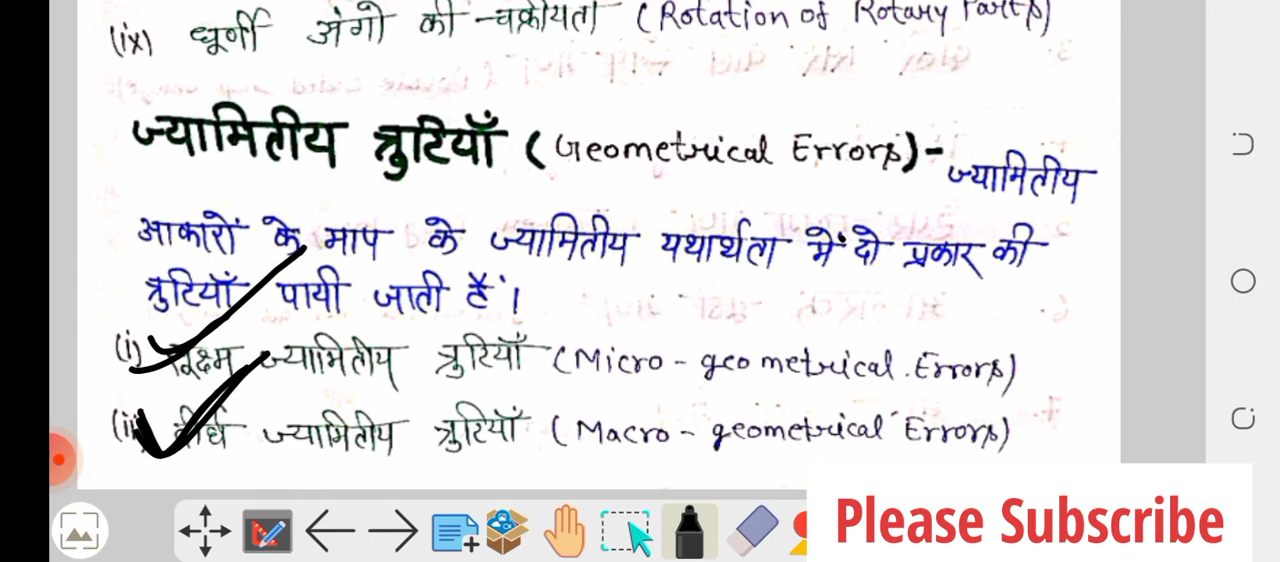 (ix) धूर्णी अंगों की चक्रीयता (Rotation of Rotary Parts)
ज्यामितीय त्रुटियाँ (Geometrical Errors) - ज्यामितीय
आकारों के माप के ज्यामितीय यथार्थता में दो प्रकार की
त्रुटियाँ पायी जाती हैं।
(i) सूक्ष्म ज्यामितीय त्रुटियाँ (Micro - geometrical Errors)
(ii) दीर्घ ज्यामितीय त्रुटियाँ (Macro - geometrical Errors)
Please Subscribe